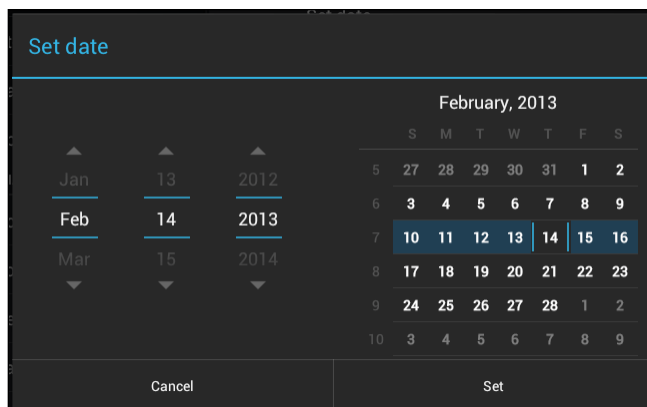 Set date
Set date
February, 2013
S M T W T F S
5 27 28 29 30 31 1 2
6 3 4 5 6 7 8 9
7 10 11 12 13 14 15 16
8 17 18 19 20 21 22 23
9 24 25 26 27 28 1 2
10 3 4 5 6 7 8 9
Jan 13 2012
Feb 14 2013
Mar 15 2014
Cancel
Set